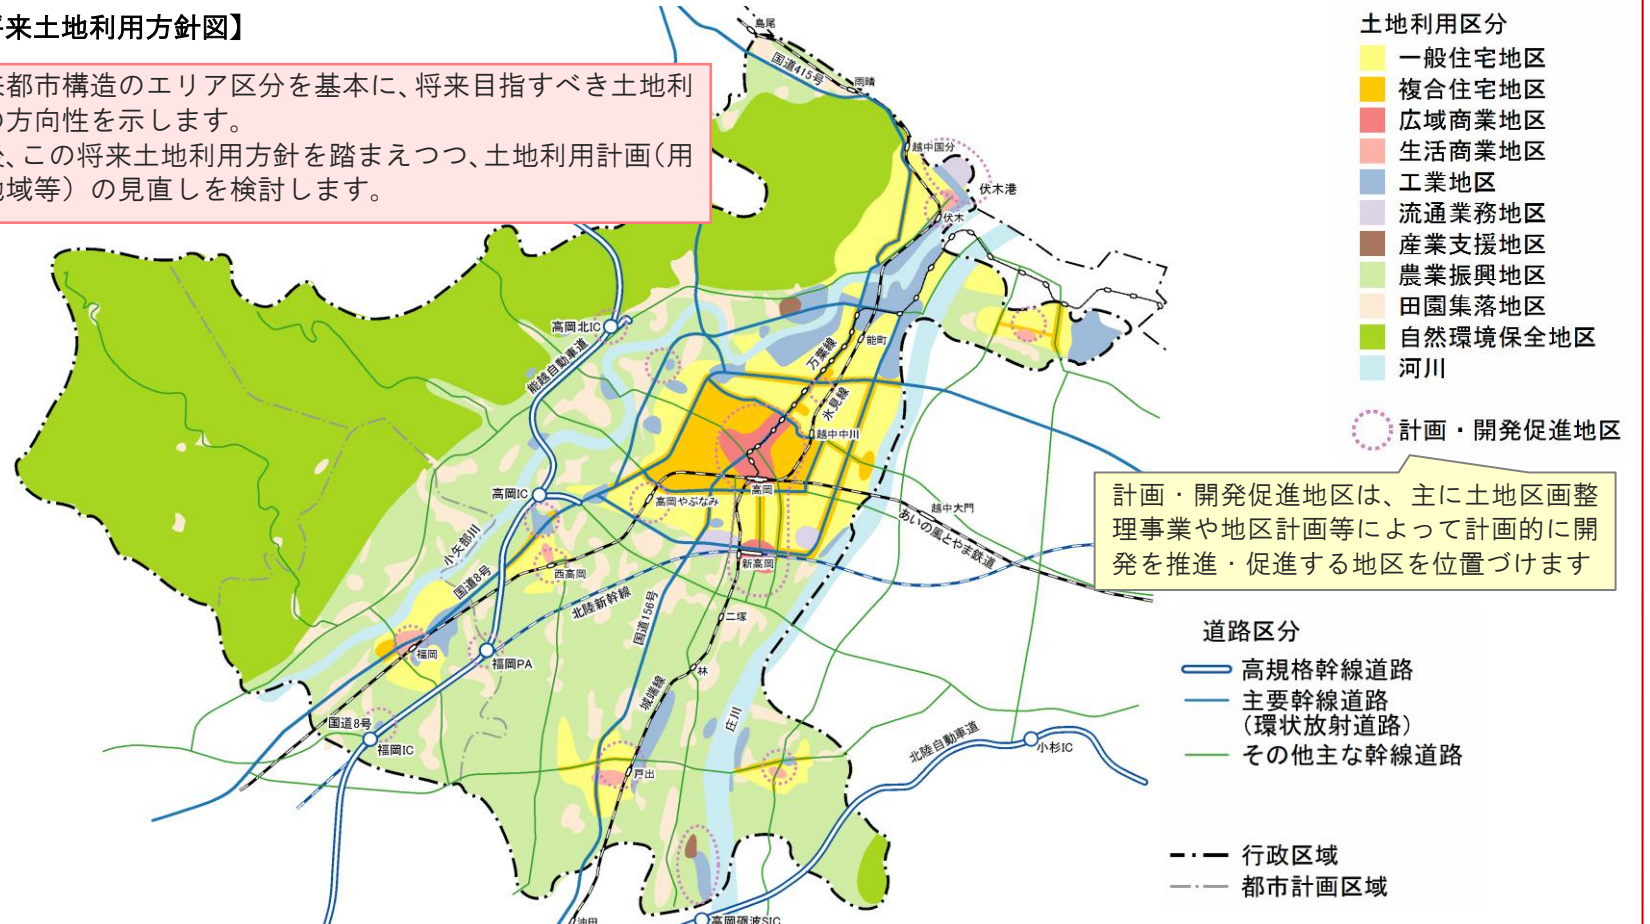 将来土地利用方針図】
来都市構造のエリア区分を基本に、将来目指すべき土地利
の方向性を示します。
後、この将来土地利用方針を踏まえつつ、土地利用計画(用
地域等）の見直しを検討します。
土地利用区分
一般住宅地区
複合住宅地区
広域商業地区
生活商業地区
工業地区
流通業務地区
産業支援地区
農業振興地区
田園集落地区
自然環境保全地区
河川
計画・開発促進地区
計画・開発促進地区は、主に土地区画整
理事業や地区計画等によって計画的に開
発を推進・促進する地区を位置づけます
道路区分
高規格幹線道路
主要幹線道路
(環状放射道路)
その他主な幹線道路
行政区域
都市計画区域
島尾
国道415号
雨晴
越中国分
伏木港
伏木
高岡北IC
能越自動車道
能町
万葉線
氷見線
越中中川
高岡IC
高岡やぶなみ
高岡
越中大門
あいの風とやま鉄道
小矢部川
国道8号
西高岡
新高岡
北陸新幹線
国道156号
二塚
福岡
福岡PA
林
城端線
庄川
国道8号
福岡IC
北陸自動車道
小杉IC
戸出
油田
高岡砺波SIC